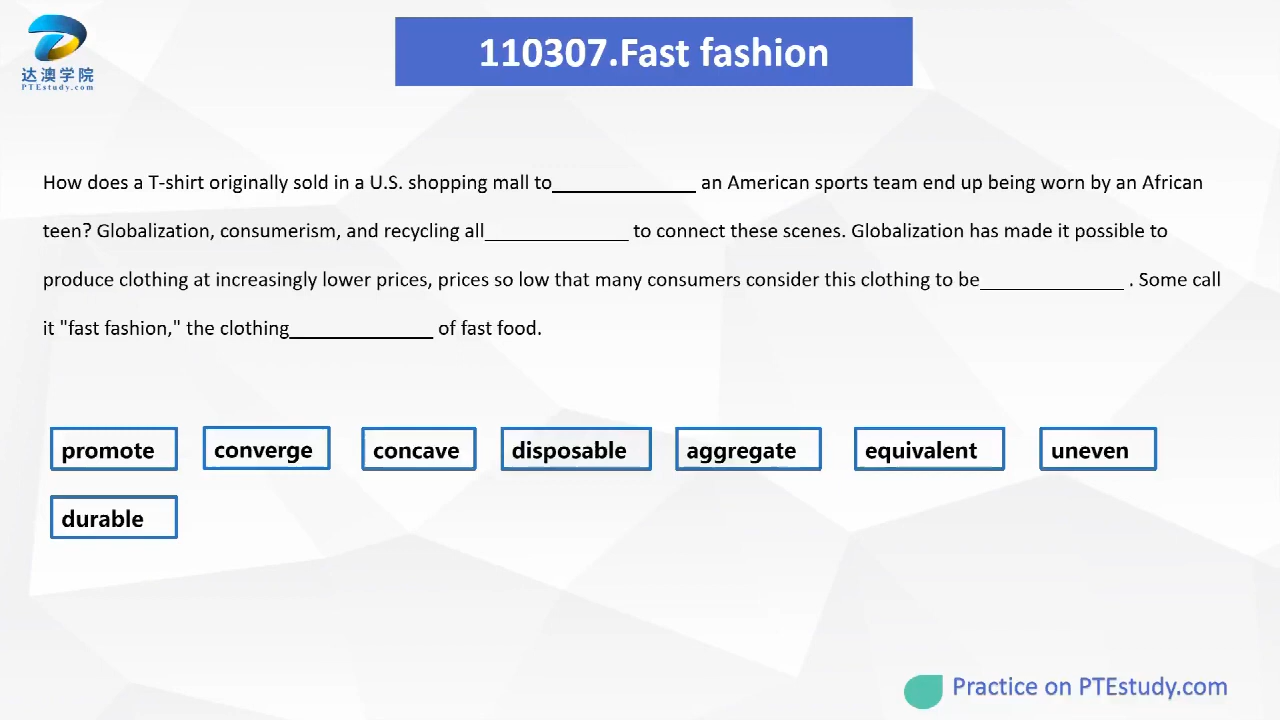 达澳学院
PTEstudy.com
110307.Fast fashion
How does a T-shirt originally sold in a U.S. shopping mall to_____________ an American sports team end up being worn by an African
teen? Globalization, consumerism, and recycling all_____________ to connect these scenes. Globalization has made it possible to
produce clothing at increasingly lower prices, prices so low that many consumers consider this clothing to be_____________ . Some call
it "fast fashion," the clothing_____________ of fast food.
promote converge concave disposable aggregate equivalent uneven
durable
Practice on PTEstudy.com